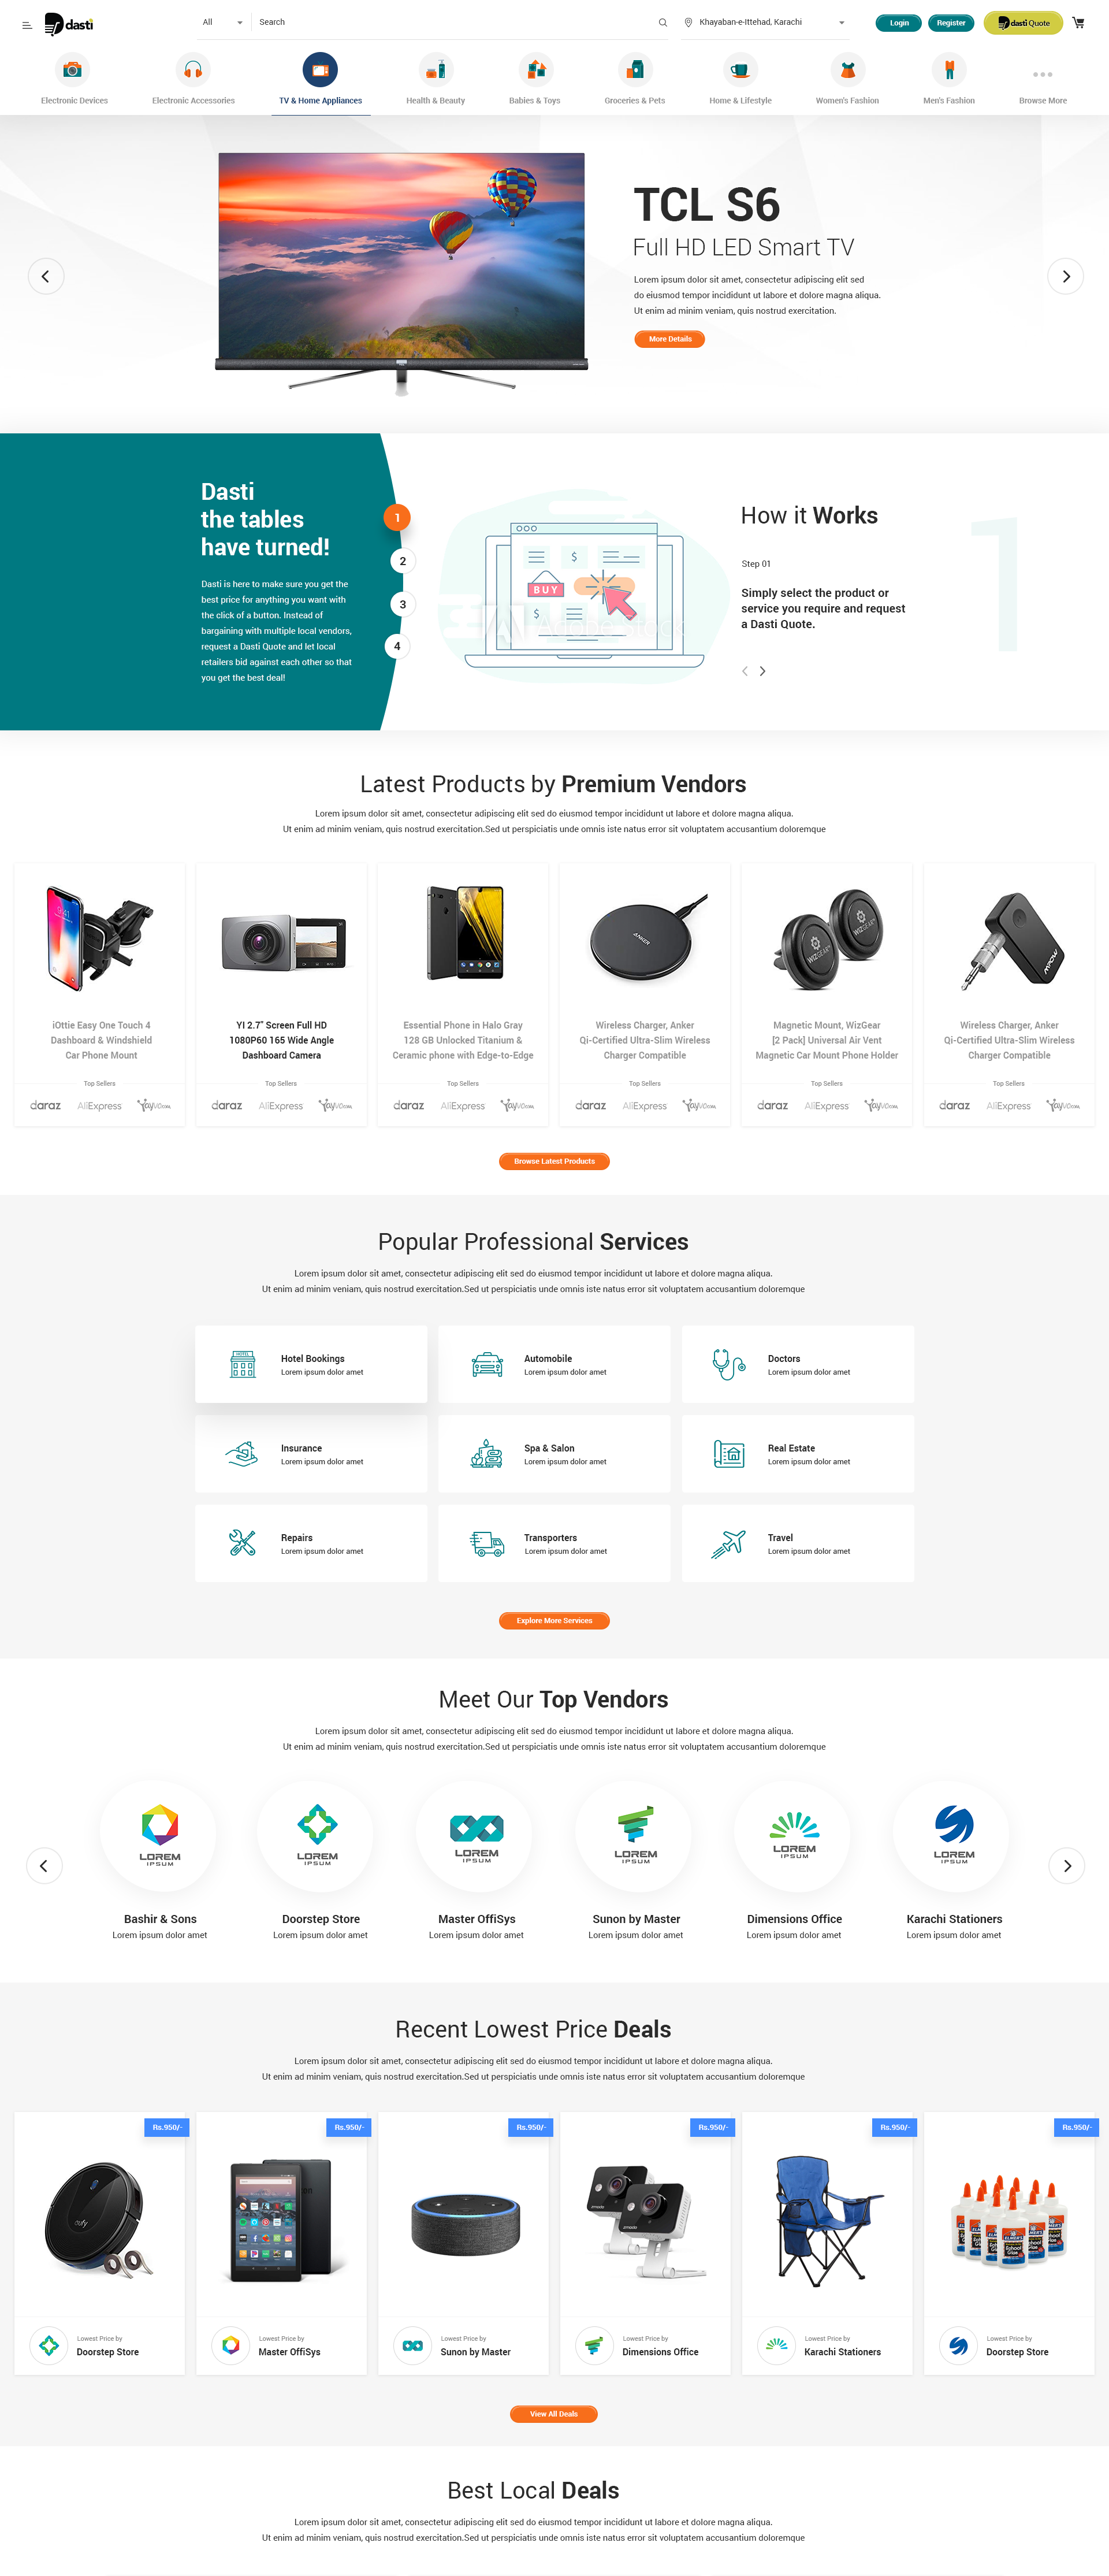 dasti
All
Search
Khayaban-e-Ittehad, Karachi
Login
Register
dasti Quote
Electronic Devices
Electronic Accessories
TV & Home Appliances
Health & Beauty
Babies & Toys
Groceries & Pets
Home & Lifestyle
Women's Fashion
Men's Fashion
Browse More
TCL S6
Full HD LED Smart TV
Lorem ipsum dolor sit amet, consectetur adipiscing elit sed
do eiusmod tempor incididunt ut labore et dolore magna aliqua.
Ut enim ad minim veniam, quis nostrud exercitation.
More Details
Dasti
the tables
have turned!
Dasti is here to make sure you get the
best price for anything you want with
the click of a button. Instead of
bargaining with multiple local vendors,
request a Dasti Quote and let local
retailers bid against each other so that
you get the best deal!
1
2
3
4
$
BUY
$
Adobe Stock
How it Works
1
Step 01
Simply select the product or
service you require and request
a Dasti Quote.
Latest Products by Premium Vendors
Lorem ipsum dolor sit amet, consectetur adipiscing elit sed do eiusmod tempor incididunt ut labore et dolore magna aliqua.
Ut enim ad minim veniam, quis nostrud exercitation.Sed ut perspiciatis unde omnis iste natus error sit voluptatem accusantium doloremque
iOttie Easy One Touch 4
Dashboard & Windshield
Car Phone Mount
Top Sellers
daraz
AliExpress
Yayvo.com
YI 2.7" Screen Full HD
1080P60 165 Wide Angle
Dashboard Camera
Top Sellers
daraz
AliExpress
Yayvo.com
Essential Phone in Halo Gray
128 GB Unlocked Titanium &
Ceramic phone with Edge-to-Edge
Top Sellers
daraz
AliExpress
Yayvo.com
ANKER
Wireless Charger, Anker
Qi-Certified Ultra-Slim Wireless
Charger Compatible
Top Sellers
daraz
AliExpress
Yayvo.com
WIZGEAR
WIZGEAR
Magnetic Mount, WizGear
[2 Pack] Universal Air Vent
Magnetic Car Mount Phone Holder
Top Sellers
daraz
AliExpress
Yayvo.com
MPOW
Wireless Charger, Anker
Qi-Certified Ultra-Slim Wireless
Charger Compatible
Top Sellers
daraz
AliExpress
Yayvo.com
Browse Latest Products
Popular Professional Services
Lorem ipsum dolor sit amet, consectetur adipiscing elit sed do eiusmod tempor incididunt ut labore et dolore magna aliqua.
Ut enim ad minim veniam, quis nostrud exercitation.Sed ut perspiciatis unde omnis iste natus error sit voluptatem accusantium doloremque
HOTEL
Hotel Bookings
Lorem ipsum dolor amet
Automobile
Lorem ipsum dolor amet
Doctors
Lorem ipsum dolor amet
Insurance
Lorem ipsum dolor amet
Spa & Salon
Lorem ipsum dolor amet
Real Estate
Lorem ipsum dolor amet
Repairs
Lorem ipsum dolor amet
Transporters
Lorem ipsum dolor amet
Travel
Lorem ipsum dolor amet
Explore More Services
Meet Our Top Vendors
Lorem ipsum dolor sit amet, consectetur adipiscing elit sed do eiusmod tempor incididunt ut labore et dolore magna aliqua.
Ut enim ad minim veniam, quis nostrud exercitation.Sed ut perspiciatis unde omnis iste natus error sit voluptatem accusantium doloremque
LOREM
IPSUM
Bashir & Sons
Lorem ipsum dolor amet
LOREM
IPSUM
Doorstep Store
Lorem ipsum dolor amet
LOREM
IPSUM
Master OffiSys
Lorem ipsum dolor amet
LOREM
IPSUM
Sunon by Master
Lorem ipsum dolor amet
LOREM
IPSUM
Dimensions Office
Lorem ipsum dolor amet
LOREM
IPSUM
Karachi Stationers
Lorem ipsum dolor amet
Recent Lowest Price Deals
Lorem ipsum dolor sit amet, consectetur adipiscing elit sed do eiusmod tempor incididunt ut labore et dolore magna aliqua.
Ut enim ad minim veniam, quis nostrud exercitation.Sed ut perspiciatis unde omnis iste natus error sit voluptatem accusantium doloremque
Rs.950/-
eufy
Lowest Price by
Doorstep Store
Rs.950/-
Lowest Price by
Master OffiSys
Rs.950/-
Lowest Price by
Sunon by Master
Rs.950/-
zmodo
zmodo
Lowest Price by
Dimensions Office
Rs.950/-
Lowest Price by
Karachi Stationers
Rs.950/-
ELMER'S
School
Glue
Lowest Price by
Doorstep Store
View All Deals
Best Local Deals
Lorem ipsum dolor sit amet, consectetur adipiscing elit sed do eiusmod tempor incididunt ut labore et dolore magna aliqua.
Ut enim ad minim veniam, quis nostrud exercitation.Sed ut perspiciatis unde omnis iste natus error sit voluptatem accusantium doloremque